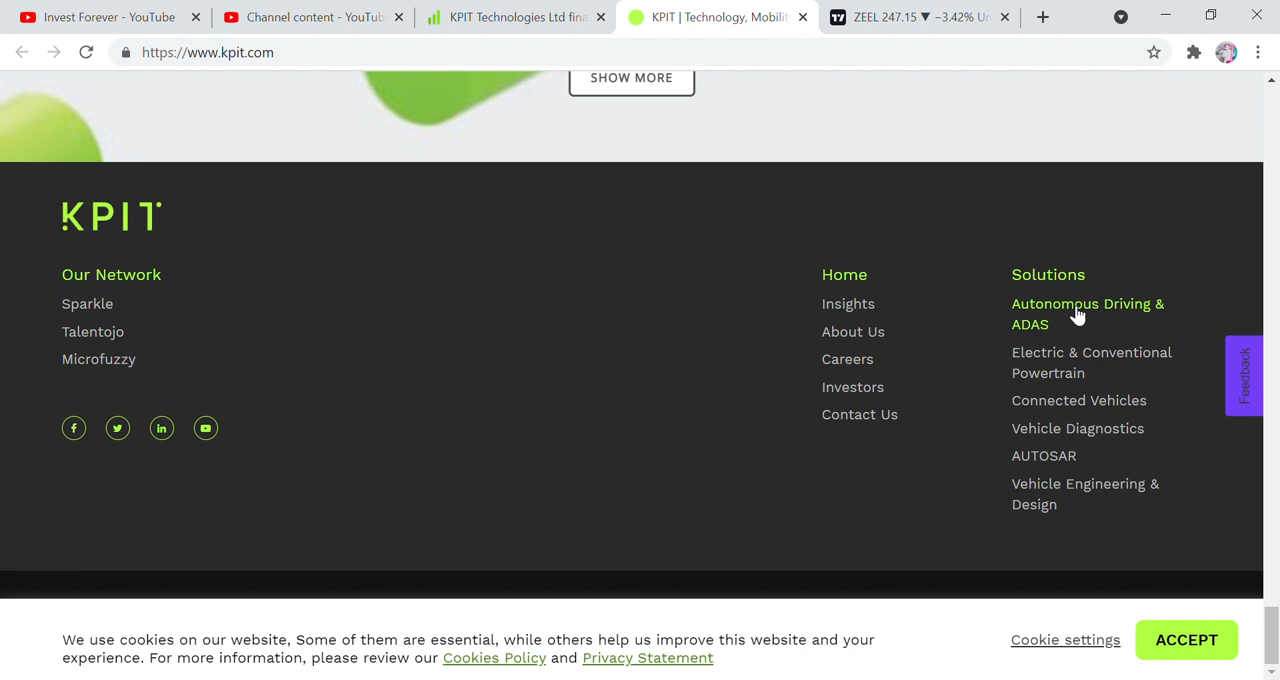 Invest Forever - YouTube
Channel content - YouTub
KPIT Technologies Ltd fina
KPIT | Technology, Mobilit
ZEEL 247.15 ▼ −3.42% Un
https://www.kpit.com
SHOW MORE
KPIT
Our Network
Sparkle
Talentojo
Microfuzzy
Home
Insights
About Us
Careers
Investors
Contact Us
Solutions
Autonomous Driving &
ADAS
Electric & Conventional
Powertrain
Connected Vehicles
Vehicle Diagnostics
AUTOSAR
Vehicle Engineering &
Design
Feedback
We use cookies on our website, Some of them are essential, while others help us improve this website and your
experience. For more information, please review our Cookies Policy and Privacy Statement
Cookie settings
ACCEPT